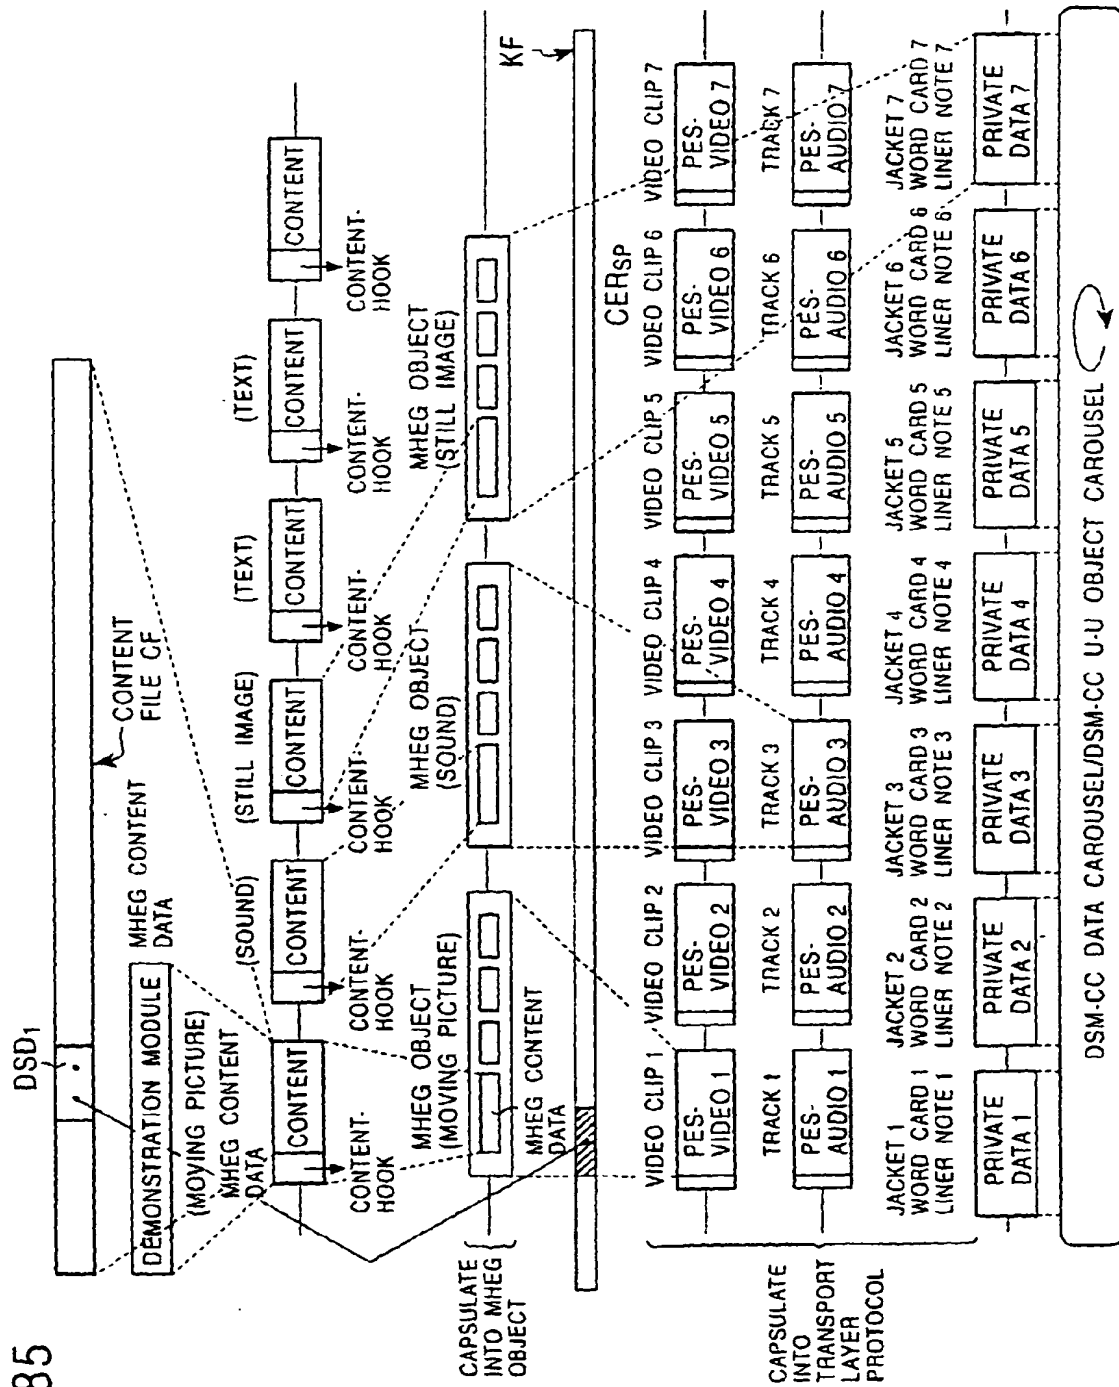 85
DSD1
CONTENT
FILE CF
DEMONSTRATION MODULE
MHEG CONTENT
DATA
(MOVING PICTURE)
MHEG CONTENT
DATA
(SOUND)
(STILL IMAGE)
(TEXT)
(TEXT)
CONTENT
CONTENT
CONTENT
CONTENT
CONTENT
CONTENT
CONTENT-
HOOK
CONTENT-
HOOK
CONTENT-
HOOK
CONTENT-
HOOK
CONTENT-
HOOK
CONTENT-
HOOK
MHEG OBJECT
(MOVING PICTURE)
MHEG OBJECT
(SOUND)
MHEG OBJECT
(STILL IMAGE)
CAPSULATE
INTO MHEG
OBJECT
MHEG CONTENT
DATA
KF
CERSP
VIDEO CLIP 1
VIDEO CLIP 2
VIDEO CLIP 3
VIDEO CLIP 4
VIDEO CLIP 5
VIDEO CLIP 6
VIDEO CLIP 7
PES-
VIDEO 1
PES-
VIDEO 2
PES-
VIDEO 3
PES-
VIDEO 4
PES-
VIDEO 5
PES-
VIDEO 6
PES-
VIDEO 7
TRACK 1
TRACK 2
TRACK 3
TRACK 4
TRACK 5
TRACK 6
TRACK 7
PES-
AUDIO 1
PES-
AUDIO 2
PES-
AUDIO 3
PES-
AUDIO 4
PES-
AUDIO 5
PES-
AUDIO 6
PES-
AUDIO 7
CAPSULATE
INTO
TRANSPORT
LAYER
PROTOCOL
JACKET 1
WORD CARD 1
LINER NOTE 1
JACKET 2
WORD CARD 2
LINER NOTE 2
JACKET 3
WORD CARD 3
LINER NOTE 3
JACKET 4
WORD CARD 4
LINER NOTE 4
JACKET 5
WORD CARD 5
LINER NOTE 5
JACKET 6
WORD CARD 6
LINER NOTE 6
JACKET 7
WORD CARD 7
LINER NOTE 7
PRIVATE
DATA 1
PRIVATE
DATA 2
PRIVATE
DATA 3
PRIVATE
DATA 4
PRIVATE
DATA 5
PRIVATE
DATA 6
PRIVATE
DATA 7
DSM-CC DATA CAROUSEL/DSM-CC U-U OBJECT CAROUSEL